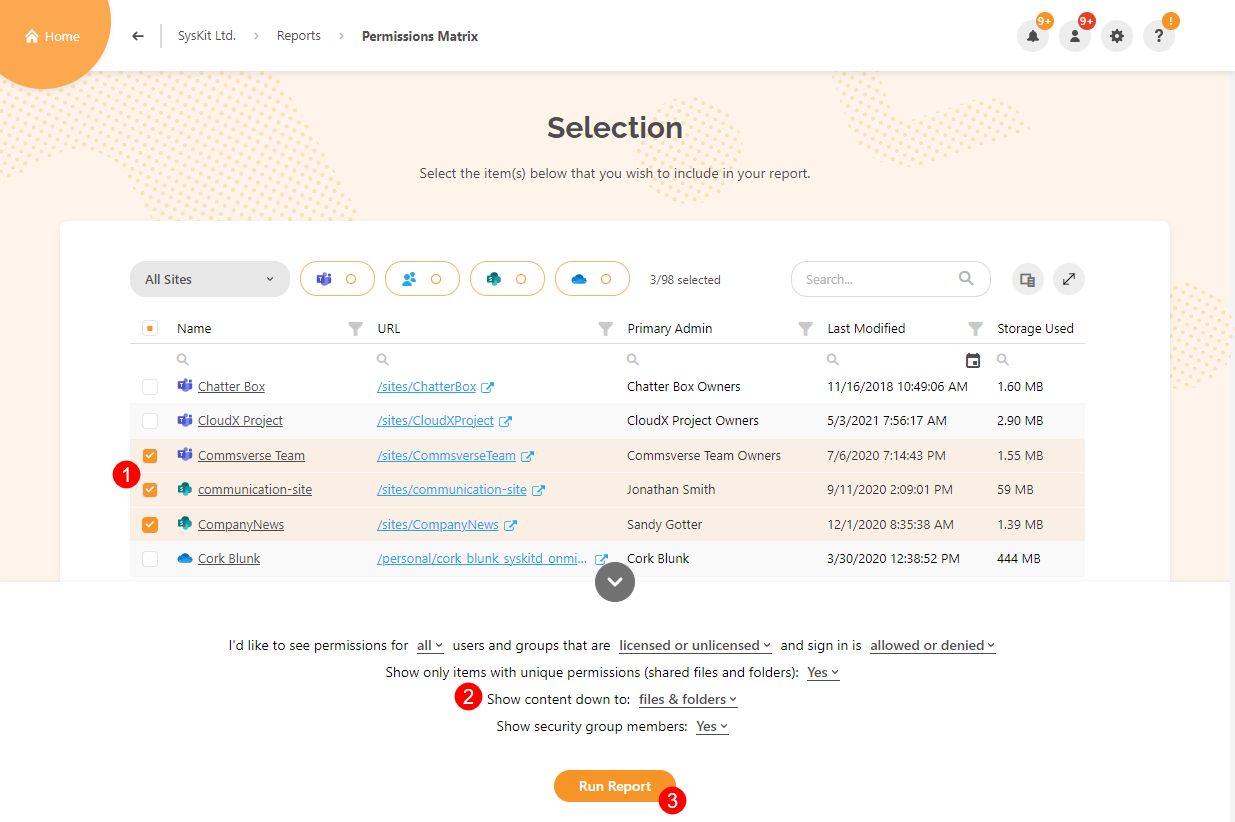 Home
SysKit Ltd. > Reports > Permissions Matrix
9+ 9+ ! ?
Selection
Select the item(s) below that you wish to include in your report.
All Sites 3/98 selected Search...
Name URL Primary Admin Last Modified Storage Used
Chatter Box /sites/ChatterBox Chatter Box Owners 11/16/2018 10:49:06 AM 1.60 MB
CloudX Project /sites/CloudXProject CloudX Project Owners 5/3/2021 7:56:17 AM 2.90 MB
Commsverse Team /sites/CommsverseTeam Commsverse Team Owners 7/6/2020 7:14:43 PM 1.55 MB
1
communication-site /sites/communication-site Jonathan Smith 9/11/2020 2:09:01 PM 59 MB
CompanyNews /sites/CompanyNews Sandy Gotter 12/1/2020 8:35:38 AM 1.39 MB
Cork Blunk /personal/cork_blunk_syskitd_onmi... Cork Blunk 3/30/2020 12:38:52 PM 444 MB
I'd like to see permissions for all users and groups that are licensed or unlicensed and sign in is allowed or denied
Show only items with unique permissions (shared files and folders): Yes
2 Show content down to: files & folders
Show security group members: Yes
Run Report
3